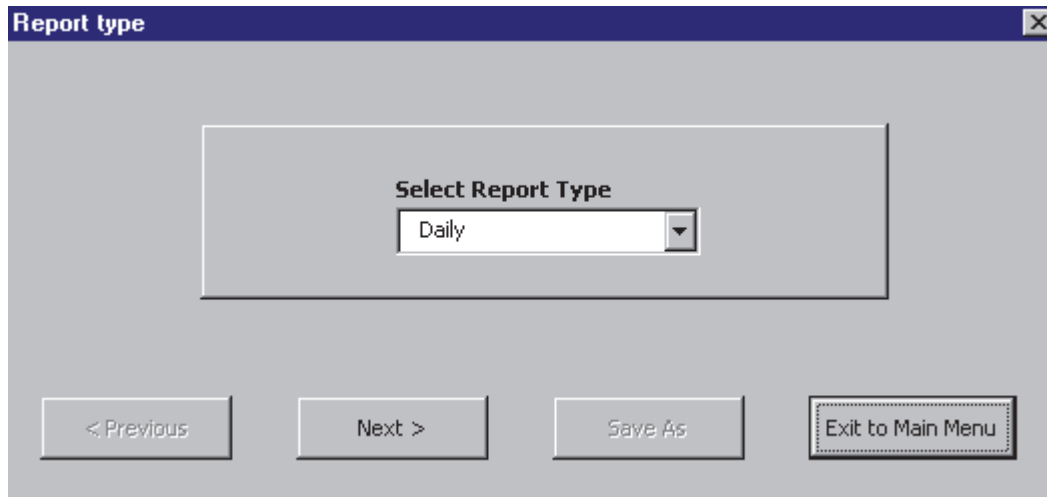 Report type
Select Report Type
Daily
< Previous
Next >
Save As
Exit to Main Menu